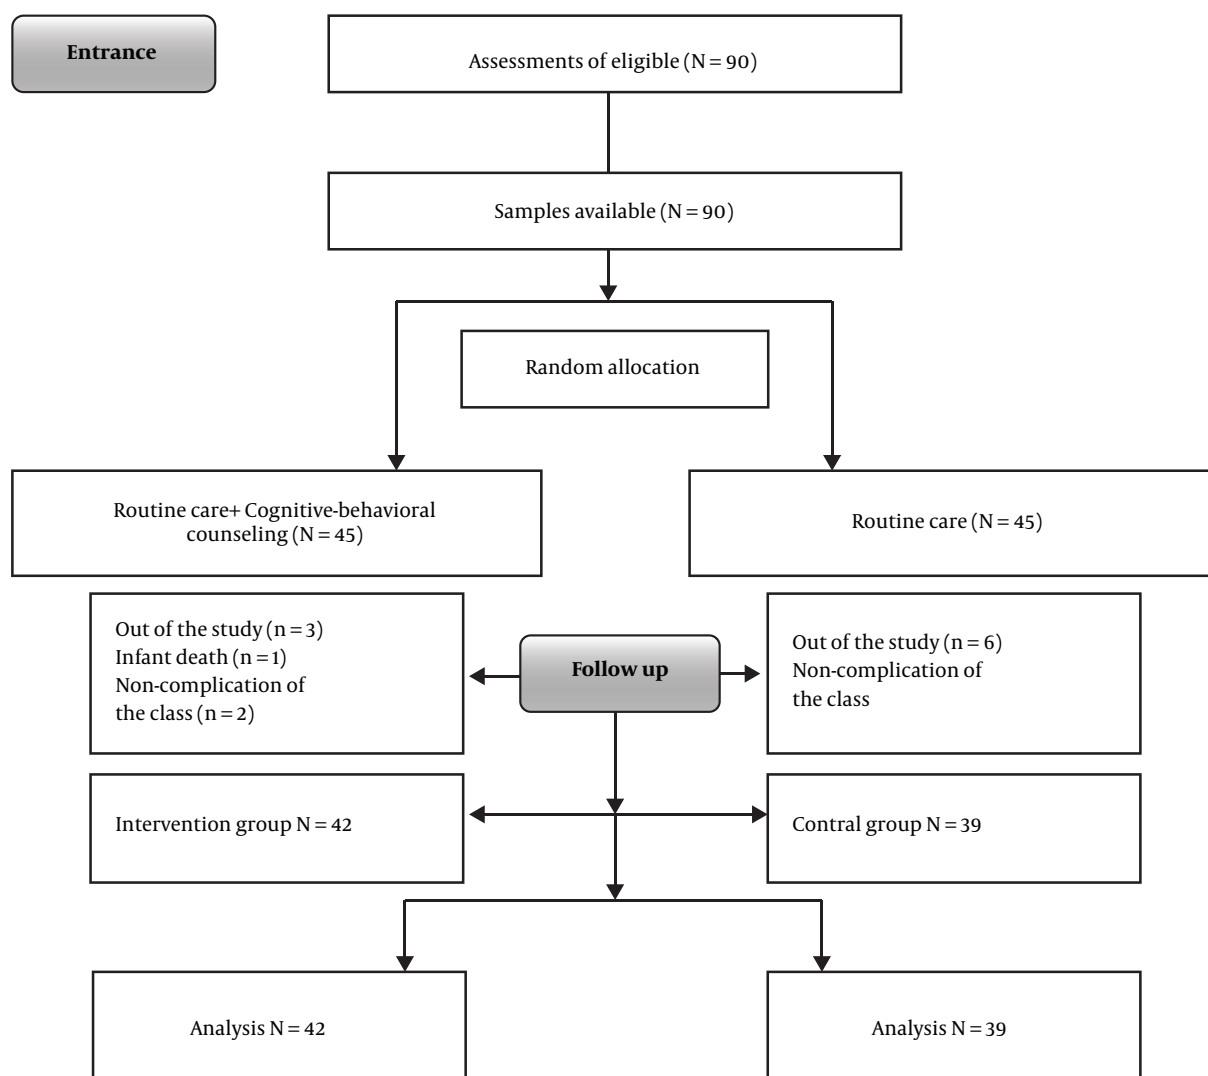 Entrance
Assessments of eligible (N = 90)
Samples available (N = 90)
Random allocation
Routine care+ Cognitive-behavioral
counseling (N = 45)
Routine care (N = 45)
Out of the study (n = 3)
Infant death (n = 1)
Non-complication of
the class (n = 2)
Follow up
Out of the study (n = 6)
Non-complication of
the class
Intervention group N = 42
Contral group N = 39
Analysis N = 42
Analysis N = 39